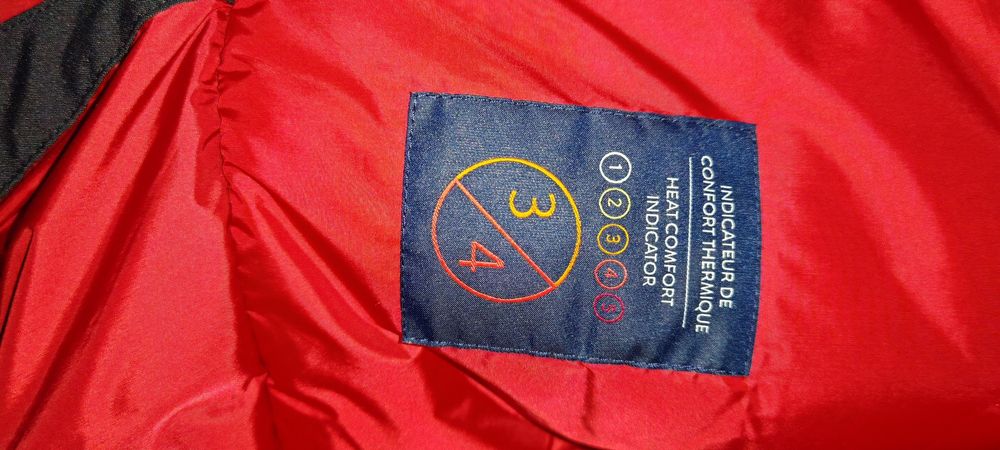 INDICATEUR DE
CONFORT THERMIQUE
HEAT COMFORT
INDICATOR
1 2 3 4 5
3
4